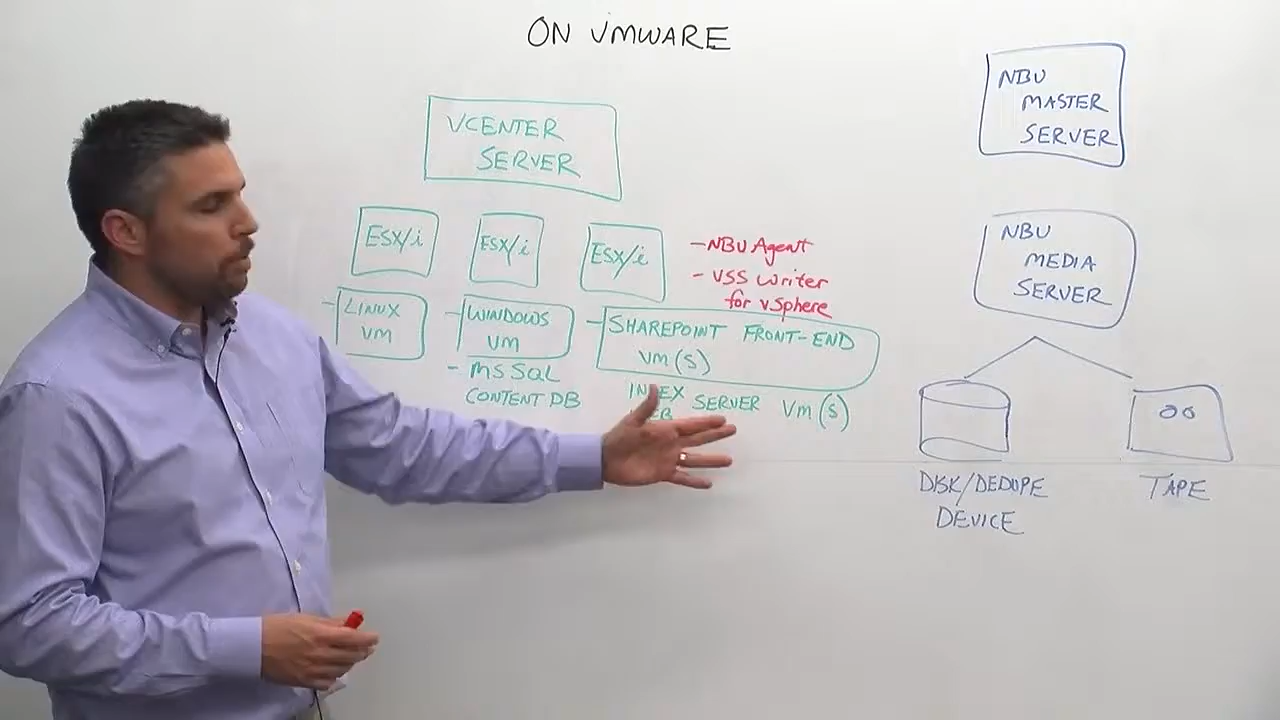 ON VMWARE
VCENTER
SERVER
ESX/i
ESX/i
ESX/i
-NBU Agent
- VSS Writer
for vSphere
- LINUX
VM
- WINDOWS
VM
- MS SQL
CONTENT DB
- SHAREPOINT FRONT-END
VM(S)
SERVER VM(S)
NBU
MASTER
SERVER
NBU
MEDIA
SERVER
DISK/DEDUPE
DEVICE
TAPE